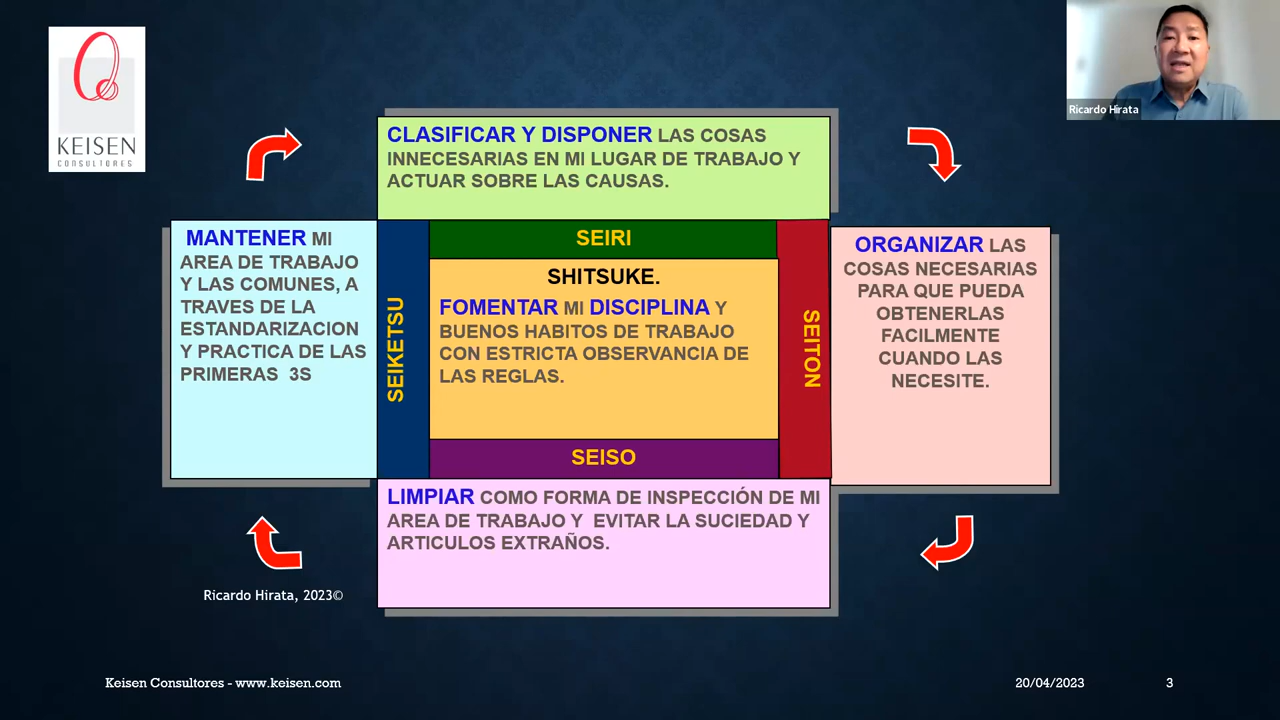 KEISEN
CONSULTORES
Ricardo Hirata
CLASIFICAR Y DISPONER LAS COSAS
INNECESARIAS EN MI LUGAR DE TRABAJO Y
ACTUAR SOBRE LAS CAUSAS.
SEIRI
ORGANIZAR LAS
COSAS NECESARIAS
PARA QUE PUEDA
OBTENERLAS
FACILMENTE
CUANDO LAS
NECESITE.
SEITON
SHITSUKE.
FOMENTAR MI DISCIPLINA Y
BUENOS HABITOS DE TRABAJO
CON ESTRICTA OBSERVANCIA DE
LAS REGLAS.
SEISO
LIMPIAR COMO FORMA DE INSPECCIÓN DE MI
AREA DE TRABAJO Y EVITAR LA SUCIEDAD Y
ARTICULOS EXTRAÑOS.
MANTENER MI
AREA DE TRABAJO
Y LAS COMUNES, A
TRAVES DE LA
ESTANDARIZACION
Y PRACTICA DE LAS
PRIMERAS 3S
SEIKETSU
Ricardo Hirata, 2023©
Keisen Consultores - www.keisen.com
20/04/2023
3